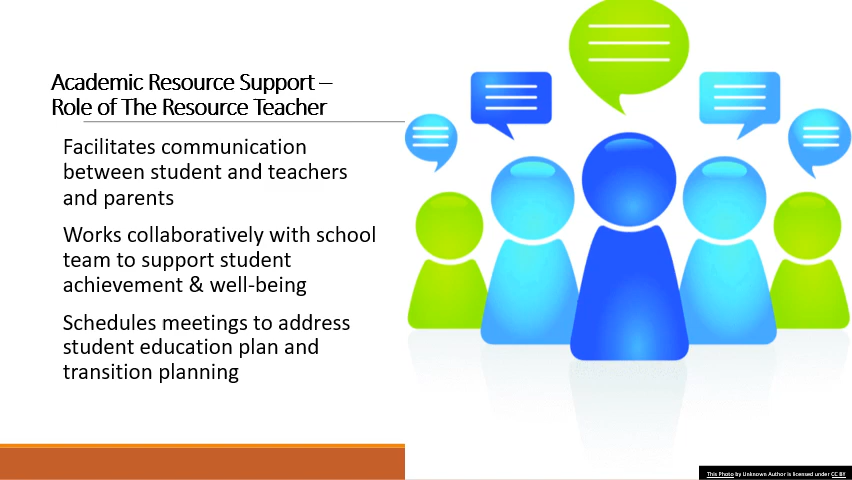 Academic Resource Support –
Role of The Resource Teacher
Facilitates communication
between student and teachers
and parents
Works collaboratively with school
team to support student
achievement & well-being
Schedules meetings to address
student education plan and
transition planning
This Photo by Unknown Author is licensed under CC BY